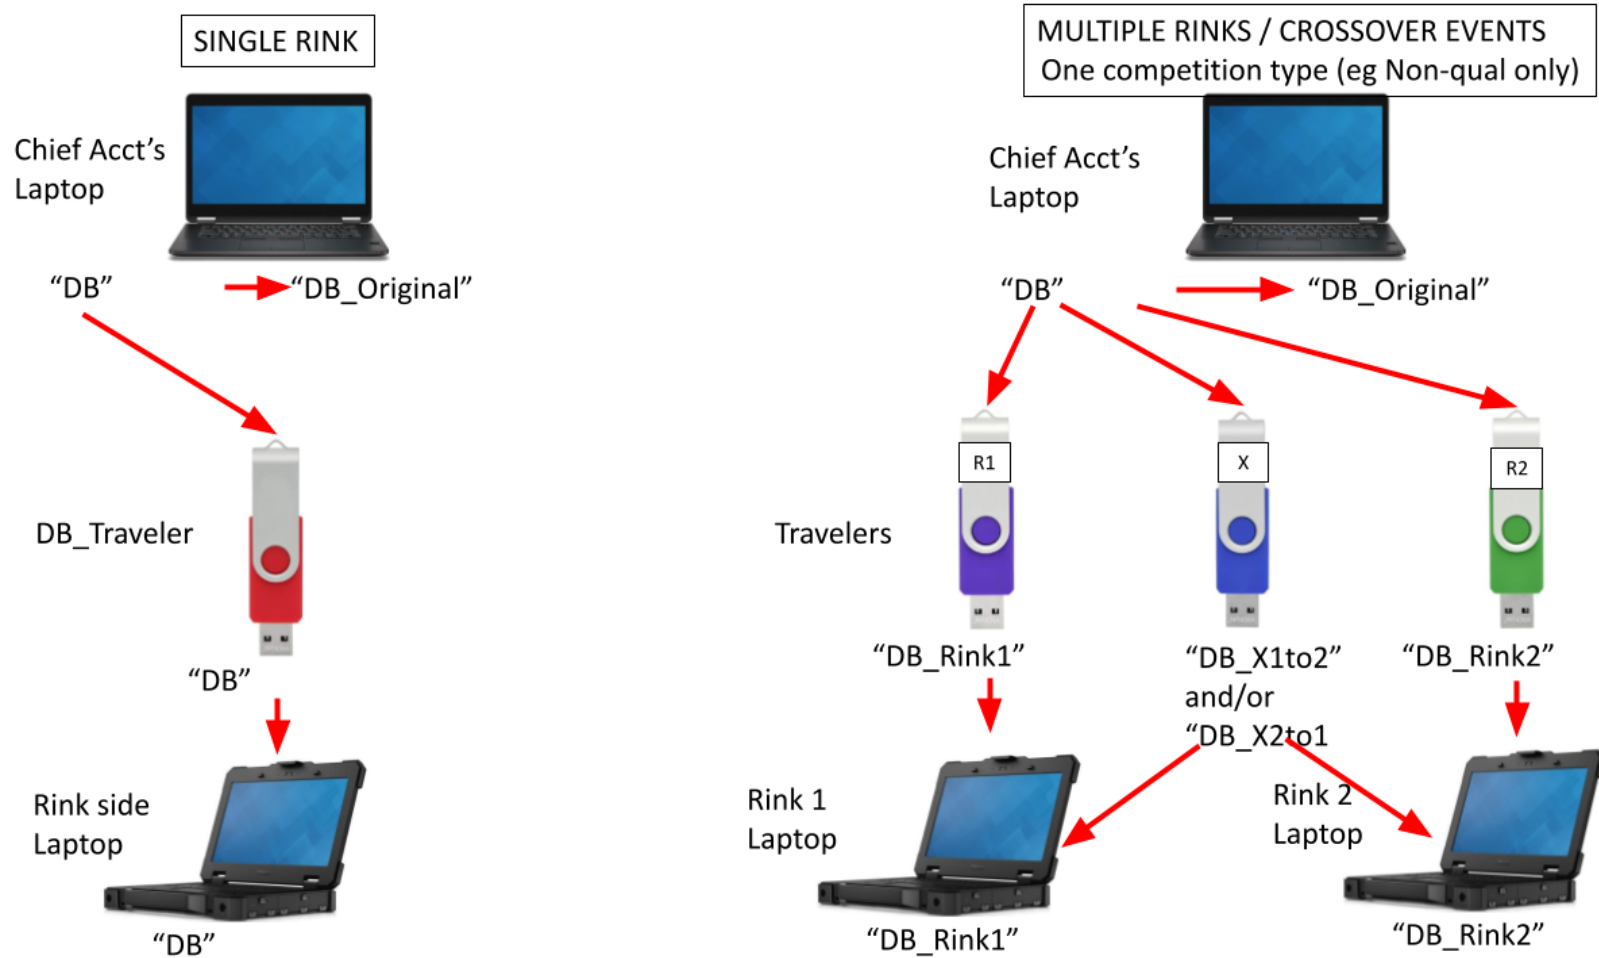 SINGLE RINK
Chief Acct’s
Laptop
“DB”
“DB_Original”
DB_Traveler
“DB”
Rink side
Laptop
“DB”
MULTIPLE RINKS / CROSSOVER EVENTS
One competition type (eg Non-qual only)
Chief Acct’s
Laptop
“DB”
“DB_Original”
R1
X
R2
Travelers
“DB_Rink1”
“DB_X1to2”
and/or
“DB_X2to1
“DB_Rink2”
Rink 1
Laptop
Rink 2
Laptop
“DB_Rink1”
“DB_Rink2”